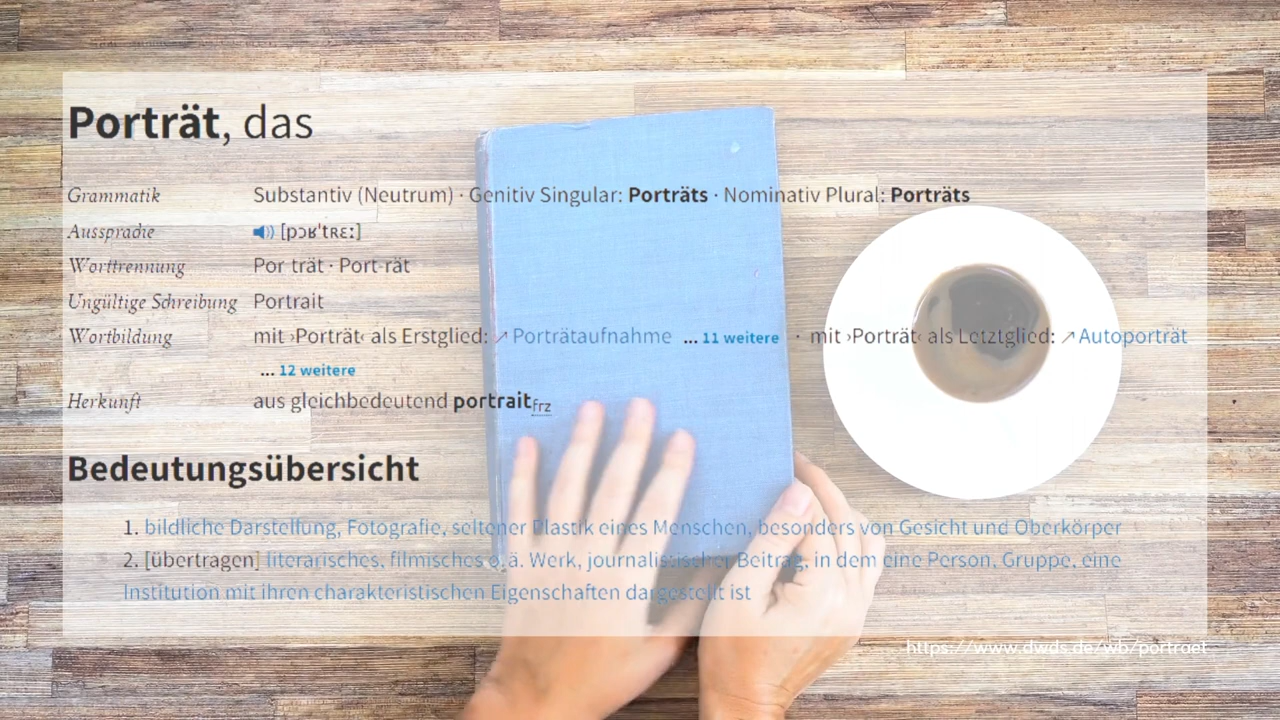 Porträt, das
Grammatik Substantiv (Neutrum) · Genitiv Singular: Porträts · Nominativ Plural: Porträts
Aussprache [pɔʁˈtʀɛː]
Worttrennung Por trät · Port-rät
Ungültige Schreibung Portrait
Wortbildung mit ›Porträt‹ als Erstglied: ↗Porträtaufnahme ... 11 weitere · mit ›Porträt‹ als Letztglied: ↗Autoporträt
... 12 weitere
Herkunft aus gleichbedeutend portrait frz
Bedeutungsübersicht
1. bildliche Darstellung, Fotografie, seltener Plastik eines Menschen, besonders von Gesicht und Oberkörper
2. [übertragen] literarisches, filmisches o. ä. Werk, journalistischer Beitrag, in dem eine Person, Gruppe, eine
Institution mit ihren charakteristischen Eigenschaften dargestellt ist
https://www.dwds.de/wb/portraet